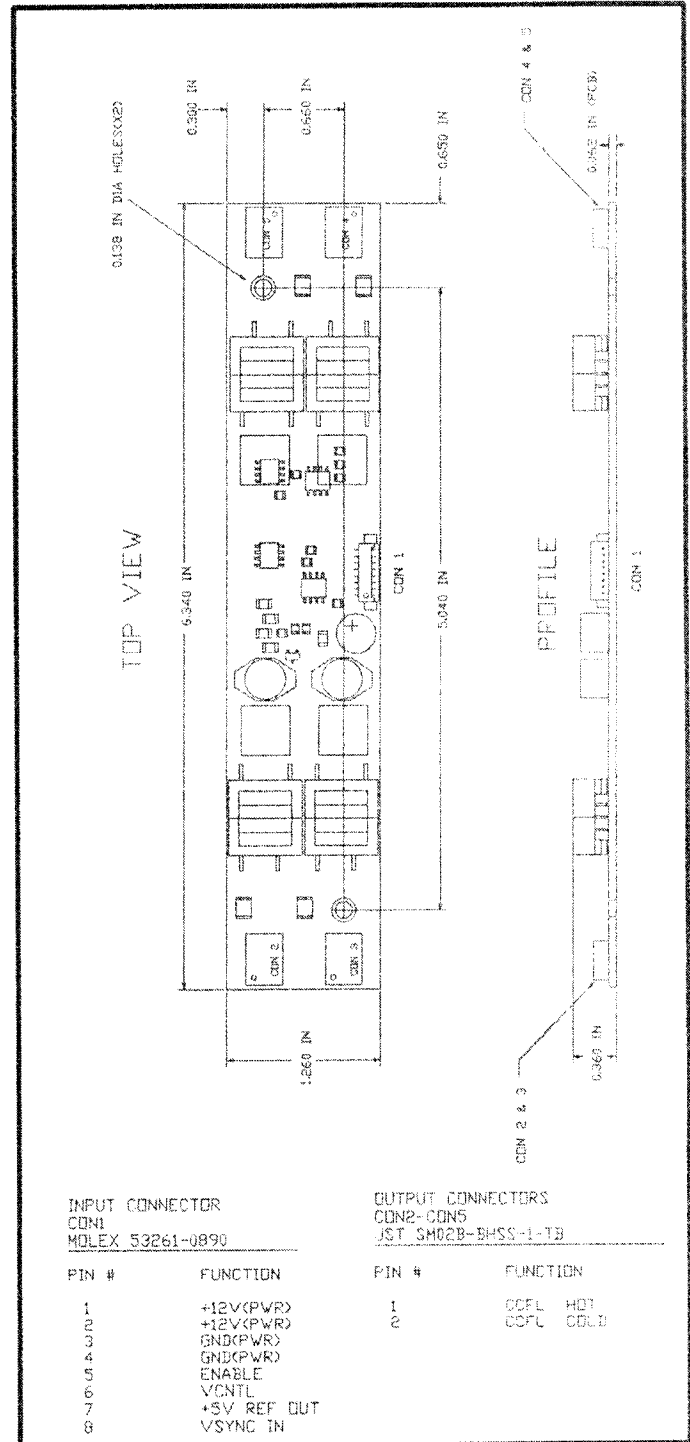 0.138 IN DIA HOLES(X2)
0.300 IN
0.660 IN
0.650 IN
CON 4 & 5
0.062 IN (PCB)
CON 5
CON 4
TOP VIEW
6.340 IN
CON 1
5.040 IN
PROFILE
CON 1
CON 2
CON 3
1.260 IN
CON 2 & 3
0.360 IN
INPUT CONNECTOR
CON1
MOLEX 53261-0890
PIN # FUNCTION
1 +12V(PWR)
2 +12V(PWR)
3 GND(PWR)
4 GND(PWR)
5 ENABLE
6 VCNTL
7 +5V REF OUT
8 VSYNC IN
OUTPUT CONNECTORS
CON2-CON5
JST SM02B-BHSS-1-TB
PIN # FUNCTION
1 CCFL HOT
2 CCFL COLD